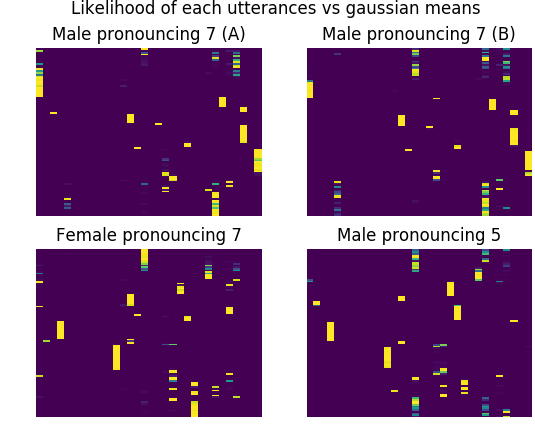 Likelihood of each utterances vs gaussian means
Male pronouncing 7 (A)
Male pronouncing 7 (B)
Female pronouncing 7
Male pronouncing 5